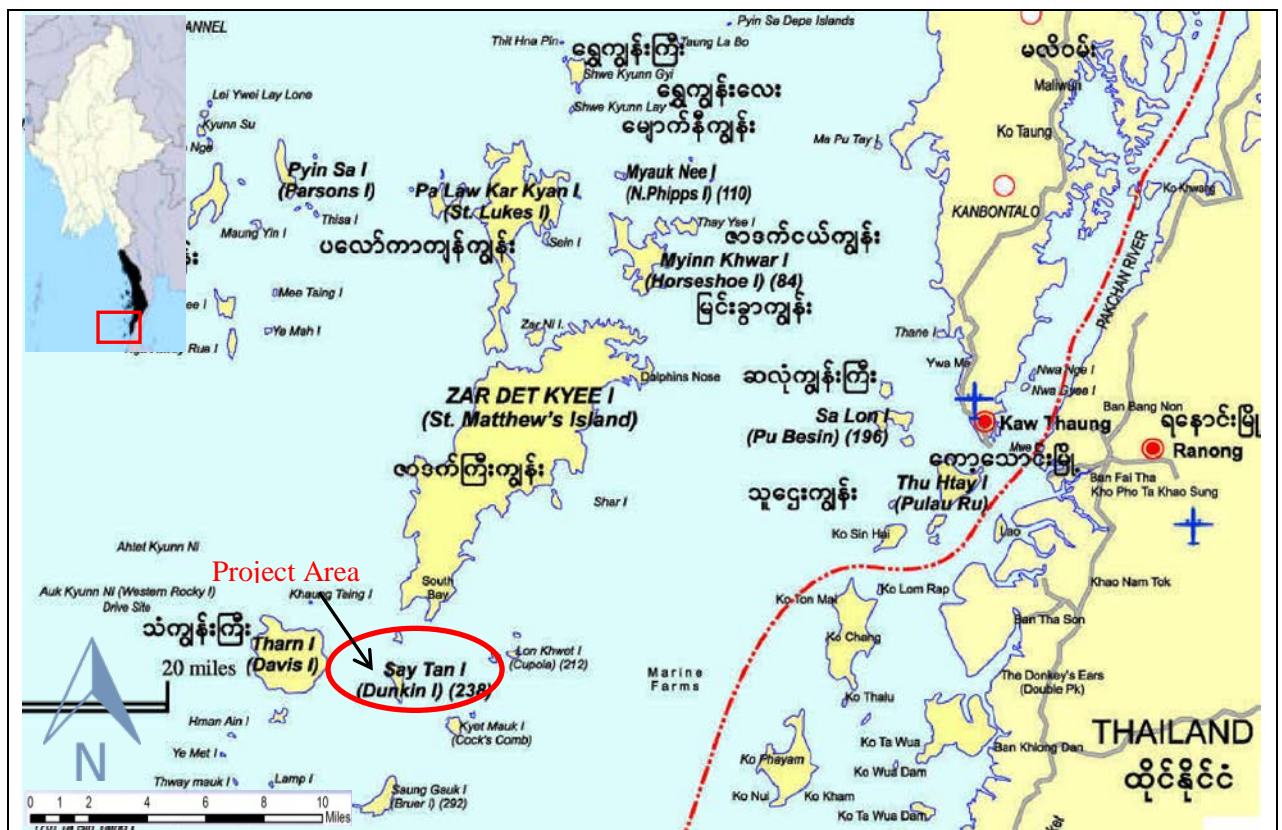 ANNEL
Pyin Sa Depe Islands
Thit Hna Pin
ရွှေကျွန်းကြီး
Taung La Bo
Shwe Kyunn Gyi
မလိဝမ်း
Maliwun
Lei Ywei Lay Lone
ရွှေကျွန်းလေး
Shwe Kyunn Lay
Kyunn Su
မျောက်နီကျွန်း
Ko Taung
Ma Pu Tay I
Nge
Pyin Sa I
(Parsons I)
Pa Law Kar Kyan I
(St. Lukes I)
Myauk Nee I
(N.Phipps I) (110)
Ko Khwang
KANBONTALO
Thisa I
Maung Yin I
Thay Yse I
ပလော်ကာကျန်ကျွန်း
Sein I
ဇာဒက်ငယ်ကျွန်း
Myinn Khwar I
(Horseshoe I) (84)
မြင်းခွာကျွန်း
PAKCHAN RIVER
Mee Taing I
Ye Mah I
Zar Ni I.
Thane I
Ywa Ma
Dolphins Nose
ဆလုံကျွန်းကြီး
Nwa Nge I
Nwa Gyee I
ZAR DET KYEE I
(St. Matthew's Island)
Sa Lon I
(Pu Besin) (196)
Kaw Thaung
Ban Bang Non
ရနောင်းမြို့
Ranong
Mwe
ဇာဒက်ကြီးကျွန်း
ကော့သောင်းမြို့
သူဌေးကျွန်း
Thu Htay I
(Pulau Ru)
Ban Fai Tha
Kho Pho Ta Khao Sung
Shar I
Ko Sin Hai
Lao
Ahtet Kyunn Ni
Project Area
South
Bay
Khao Nam Tok
Auk Kyunn Ni (Western Rocky I)
Drive Site
Khaung Taing I
Ko Ton Mai
Ko Lom Rap
Ban Tha Son
သံကျွန်းကြီး
Tharn I
(Davis I)
20 miles
Ko Chang
Say Tan I
(Dunkin I) (238)
Lon Khwet I
(Cupola) (212)
Marine
Farms
The Donkey's Ears
(Double Pk)
Ko Thalu
Hman Ain I
Kyet Mauk I
(Cock's Comb)
Ko Ta Wua
Ban Khlong Dan
THAILAND
ထိုင်နိုင်ငံ
Ye Met I
Ko Phayam
Ko Wua Dam
N
Thway mauk I
Lamp I
Saung Gauk I
(Bruer I) (292)
Ko Nui
Ko Kham
Ko Ta Wua Dam
0 1 2 4 6 8 10
Miles